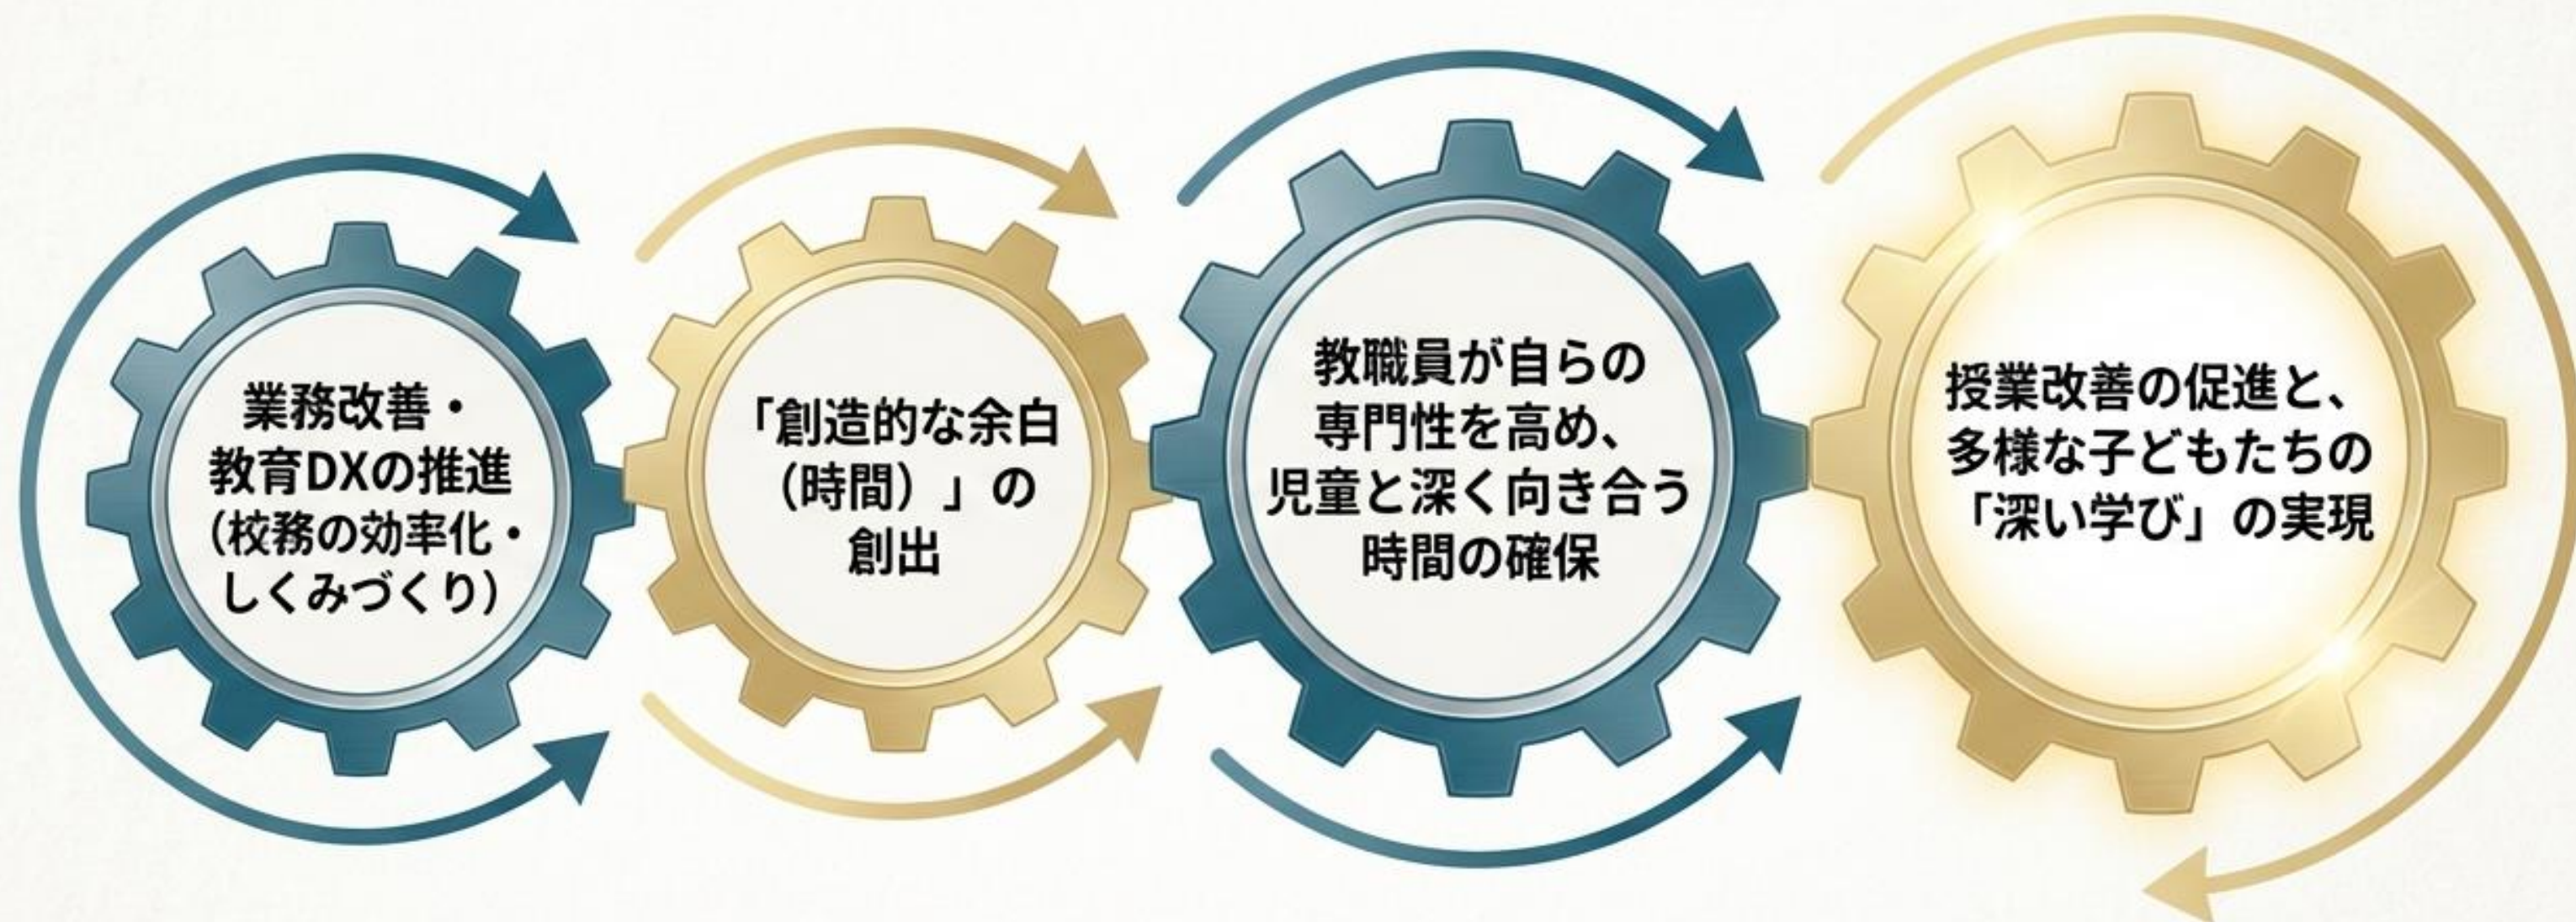 業務改善・
教育DXの推進
（校務の効率化・
しくみづくり）
「創造的な余白
（時間）」の
創出
教職員が自らの
専門性を高め、
児童と深く向き合う
時間の確保
授業改善の促進と、
多様な子どもたちの
「深い学び」の実現